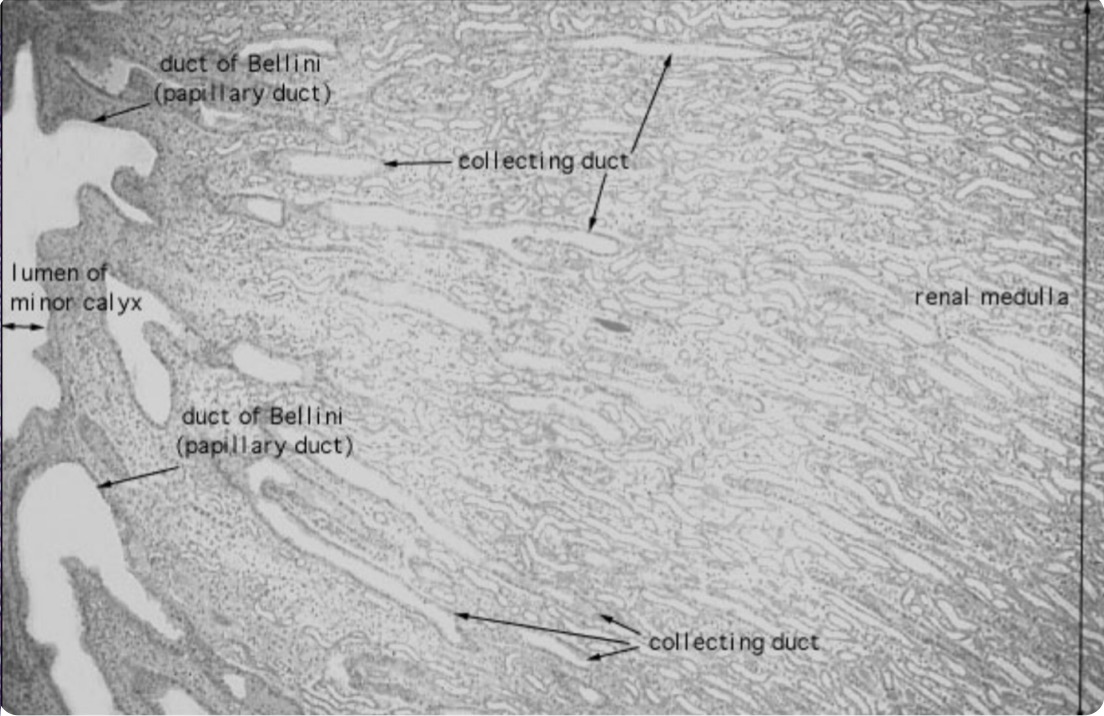 duct of Bellini
(papillary duct)
collecting duct
lumen of
minor calyx
renal medulla
duct of Bellini
(papillary duct)
collecting duct